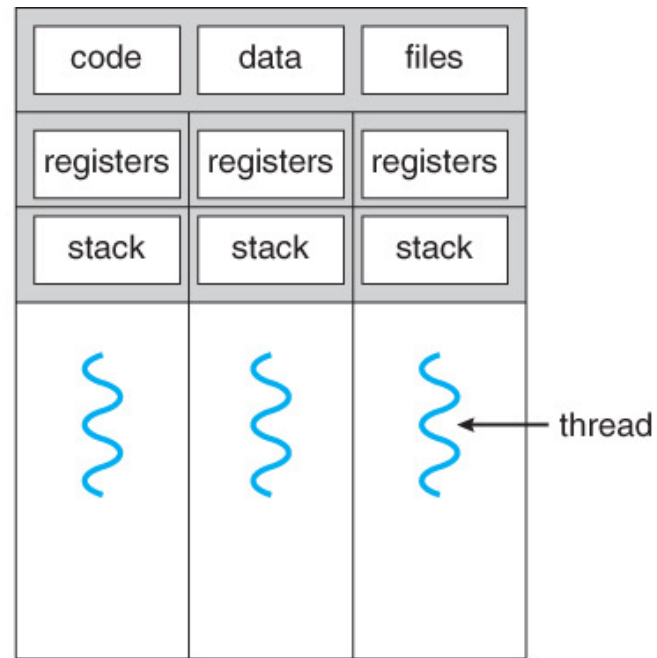 code data files
registers registers registers
stack stack stack
thread